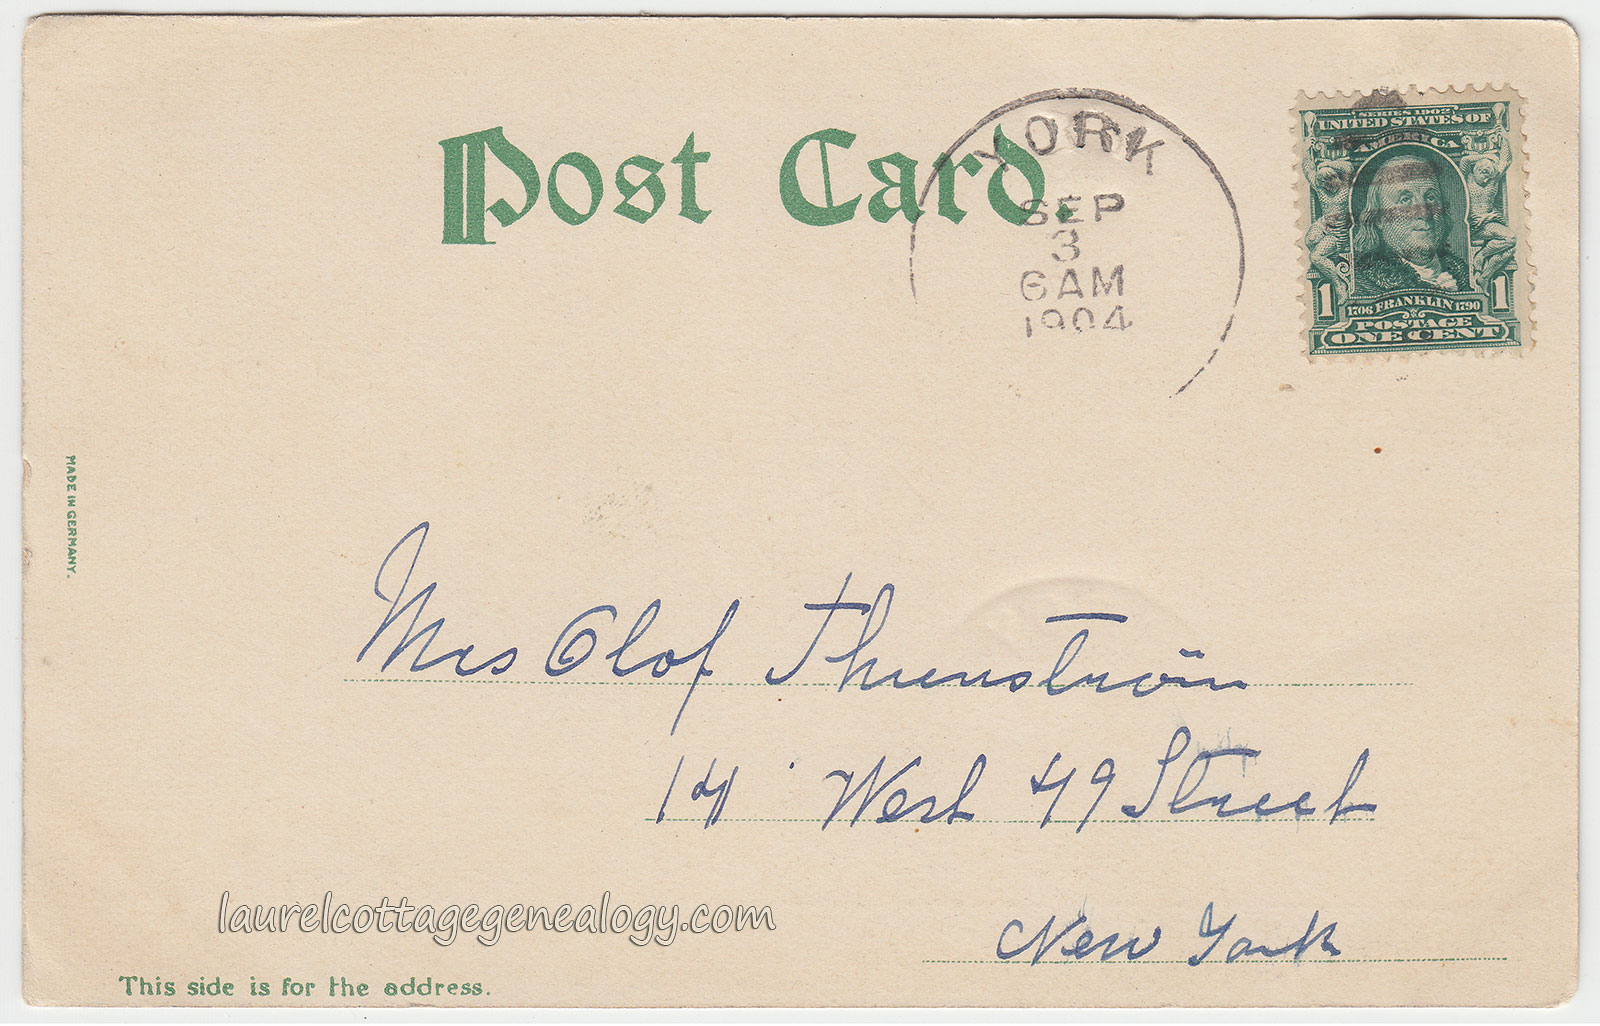 Post Card.
YORK
SEP
3
6 AM
1904
SERIES 1902
UNITED STATES OF
AMERICA
1706 FRANKLIN 1790
1 1
POSTAGE
ONE CENT
MADE IN GERMANY.
Mrs Olof
West 49 Street
New York
laurelcottagegenealogy.com
This side is for the address.